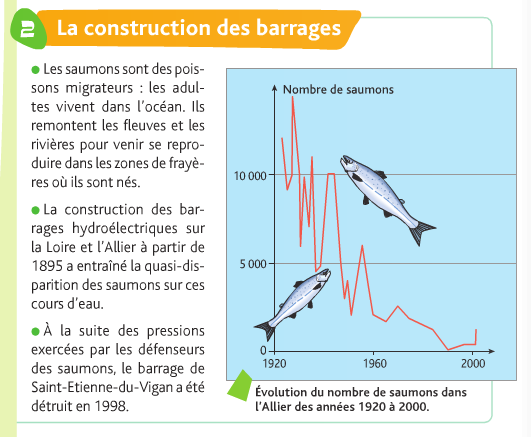 2 La construction des barrages
● Les saumons sont des pois-
sons migrateurs : les adul-
tes vivent dans l'océan. Ils
remontent les fleuves et les
rivières pour venir se repro-
duire dans les zones de frayè-
res où ils sont nés.
● La construction des bar-
rages hydroélectriques sur
la Loire et l'Allier à partir de
1895 a entraîné la quasi-dis-
parition des saumons sur ces
cours d'eau.
● À la suite des pressions
exercées par les défenseurs
des saumons, le barrage de
Saint-Etienne-du-Vigan a été
détruit en 1998.
Nombre de saumons
10 000
5 000
0
1920 1960 2000
Évolution du nombre de saumons dans
l'Allier des années 1920 à 2000.